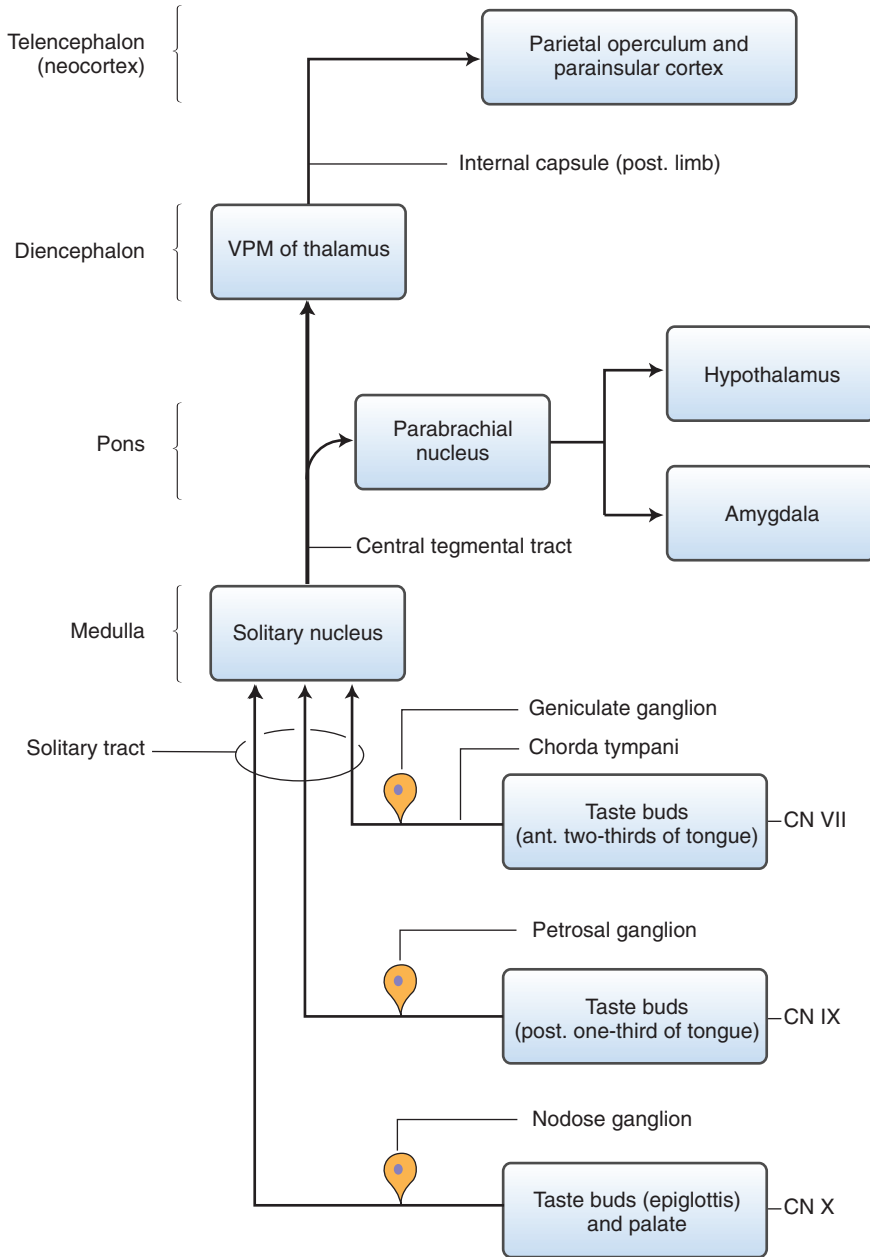 Telencephalon
(neocortex)
Parietal operculum and
parainsular cortex
Internal capsule (post. limb)
Diencephalon
VPM of thalamus
Hypothalamus
Pons
Parabrachial
nucleus
Amygdala
Central tegmental tract
Medulla
Solitary nucleus
Geniculate ganglion
Solitary tract
Chorda tympani
Taste buds
(ant. two-thirds of tongue)
CN VII
Petrosal ganglion
Taste buds
(post. one-third of tongue)
CN IX
Nodose ganglion
Taste buds (epiglottis)
and palate
CN X